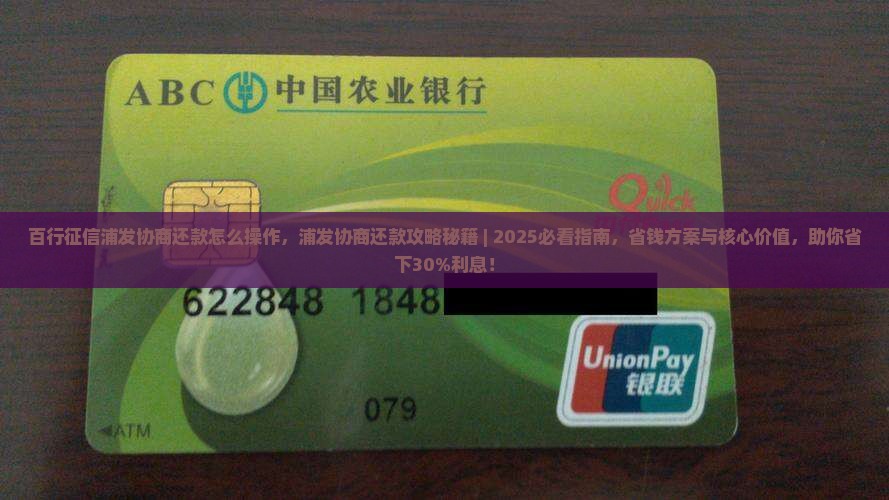 ABC 中国农业银行
Quick
百行征信浦发协商还款怎么操作，浦发协商还款攻略秘籍 | 2025必看指南，省钱方案与核心价值，助你省
下30%利息！
622848 1848
UnionPay
银联
079
◀ATM